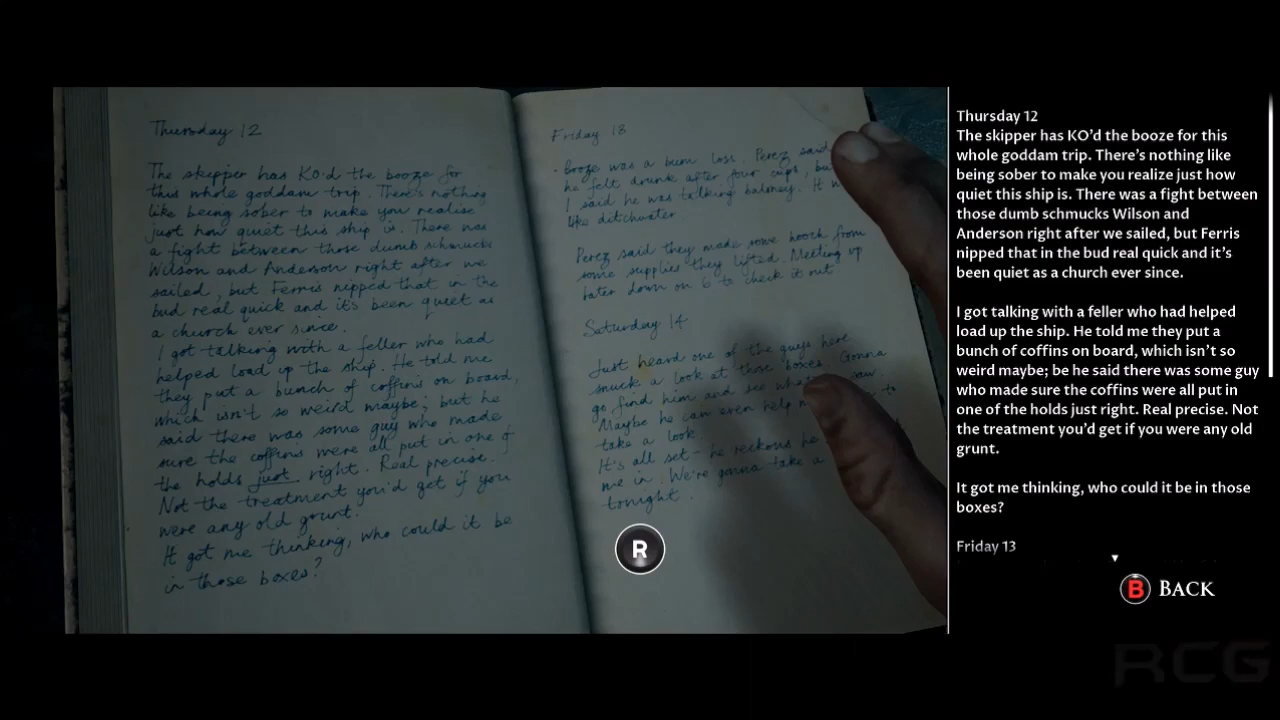 Thursday 12
The skipper has KO'd the booze for
this whole goddam trip. There's nothing
like being sober to make you realise
just how quiet this ship is. There was
a fight between those dumb schmucks
Wilson and Anderson right after we
sailed, but Ferris nipped that in the
bud real quick and it's been quiet as
a church ever since.
I got talking with a feller who had
helped load up the ship. He told me
they put a bunch of coffins on board,
which isn't so weird maybe; but he
said there was some guy who made
sure the coffins were all put in one of
the holds just right. Real precise.
Not the treatment you'd get if you
were any old grunt.
It got me thinking, who could it be
in those boxes?
Friday 13
Booze was a bum loss. Perez said
he felt drunk after four cups, but
I said he was talking baloney. It
like ditchwater
Perez said they made some hooch from
some supplies they lifted. Meeting up
later down on 6 to check it out
Saturday 14
Just heard one of the guys here
snuck a look at those boxes. Gonna
go find him and see what saw.
Maybe he can even help to
take a look
It's all set - he reckons he
me in. We're gonna take a
tonight.
R
Thursday 12
The skipper has KO'd the booze for this
whole goddam trip. There's nothing like
being sober to make you realize just how
quiet this ship is. There was a fight between
those dumb schmucks Wilson and
Anderson right after we sailed, but Ferris
nipped that in the bud real quick and it's
been quiet as a church ever since.
I got talking with a feller who had helped
load up the ship. He told me they put a
bunch of coffins on board, which isn't so
weird maybe; be he said there was some guy
who made sure the coffins were all put in
one of the holds just right. Real precise. Not
the treatment you'd get if you were any old
grunt.
It got me thinking, who could it be in those
boxes?
Friday 13
B BACK
RCG